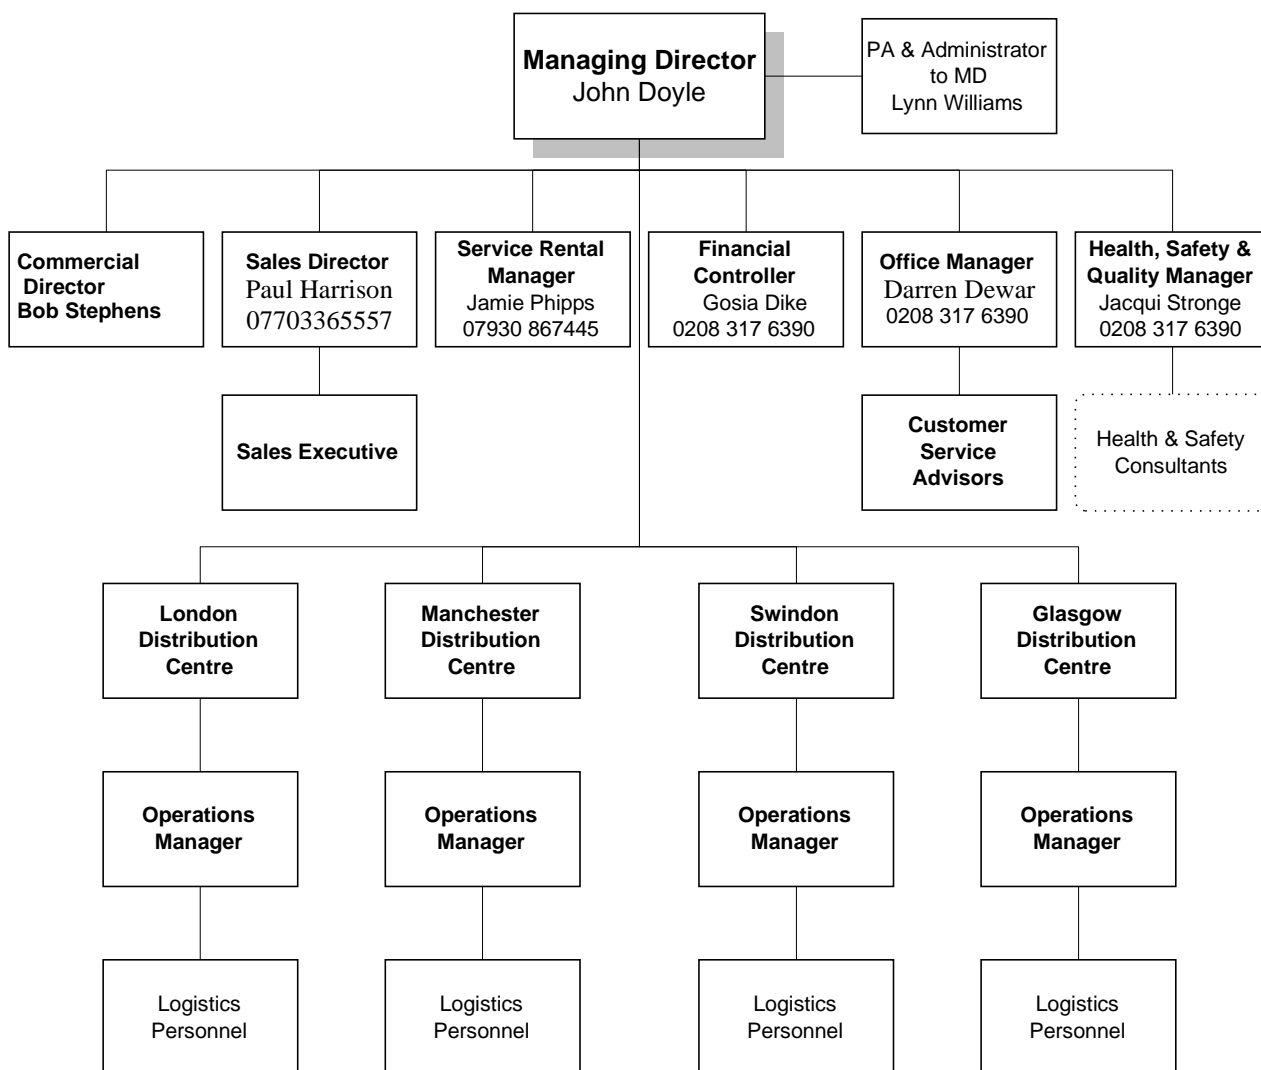 Managing Director
John Doyle
PA & Administrator
to MD
Lynn Williams
Commercial
Director
Bob Stephens
Sales Director
Paul Harrison
07703365557
Service Rental
Manager
Jamie Phipps
07930 867445
Financial
Controller
Gosia Dike
0208 317 6390
Office Manager
Darren Dewar
0208 317 6390
Health, Safety &
Quality Manager
Jacqui Stronge
0208 317 6390
Sales Executive
Customer
Service
Advisors
Health & Safety
Consultants
London
Distribution
Centre
Manchester
Distribution
Centre
Swindon
Distribution
Centre
Glasgow
Distribution
Centre
Operations
Manager
Operations
Manager
Operations
Manager
Operations
Manager
Logistics
Personnel
Logistics
Personnel
Logistics
Personnel
Logistics
Personnel